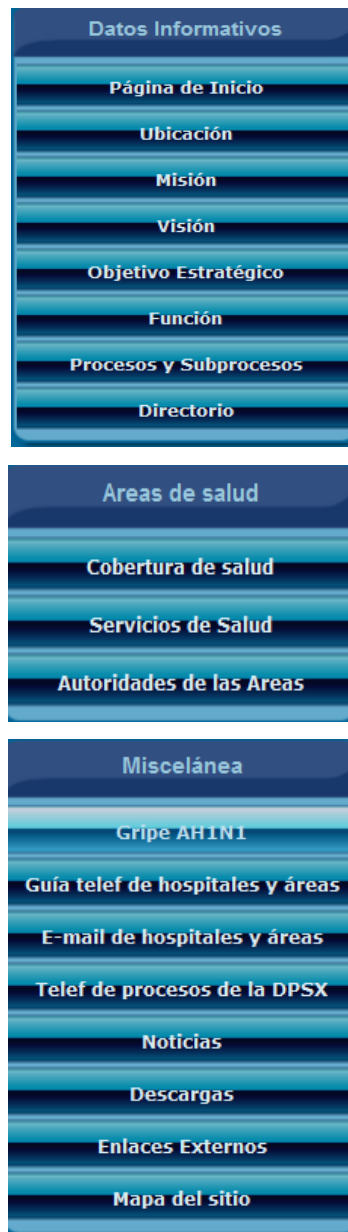 Datos Informativos
Página de Inicio
Ubicación
Misión
Visión
Objetivo Estratégico
Función
Procesos y Subprocesos
Directorio
Areas de salud
Cobertura de salud
Servicios de Salud
Autoridades de las Areas
Miscelánea
Gripe AH1N1
Guía telef de hospitales y áreas
E-mail de hospitales y áreas
Telef de procesos de la DPSX
Noticias
Descargas
Enlaces Externos
Mapa del sitio